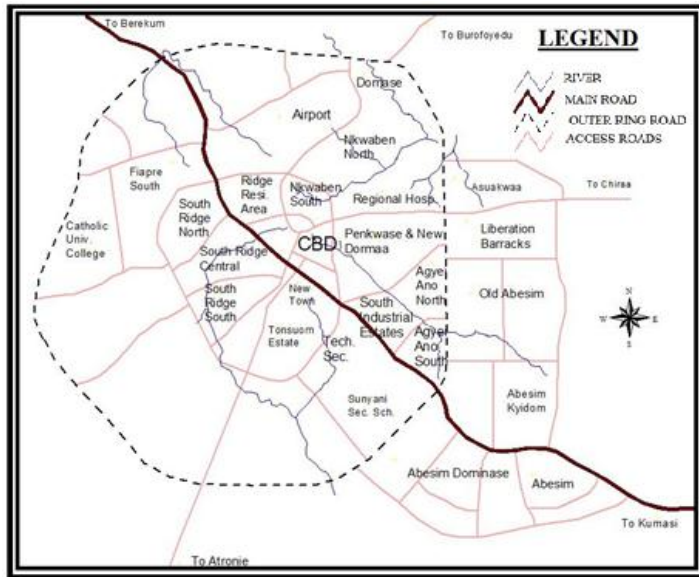 To Berekum
To Burofoyedu
LEGEND
RIVER
MAIN ROAD
OUTER RING ROAD
ACCESS ROADS
Dornase
Airport
Nkwaben
North
Fiapre
South
Ridge
Resi.
Area
Nkwaben
South
Regional Hosp.
Asuakwaa
To Chiraa
Catholic
Univ.
College
South
Ridge
North
CBD
Penkwase & New
Dormaa
Liberation
Barracks
South Ridge
Central
Agye
Ano
North
Old Abesim
New
Town
South
Ridge
South
South
Industrial
Estates
Tonsuom
Estate
Tech.
Sec.
Agye
Ano
South
N
W
E
S
Sunyani
Sec. Sch.
Abesim
Kyidom
Abesim Dominase
Abesim
To Kumasi
To Atronie